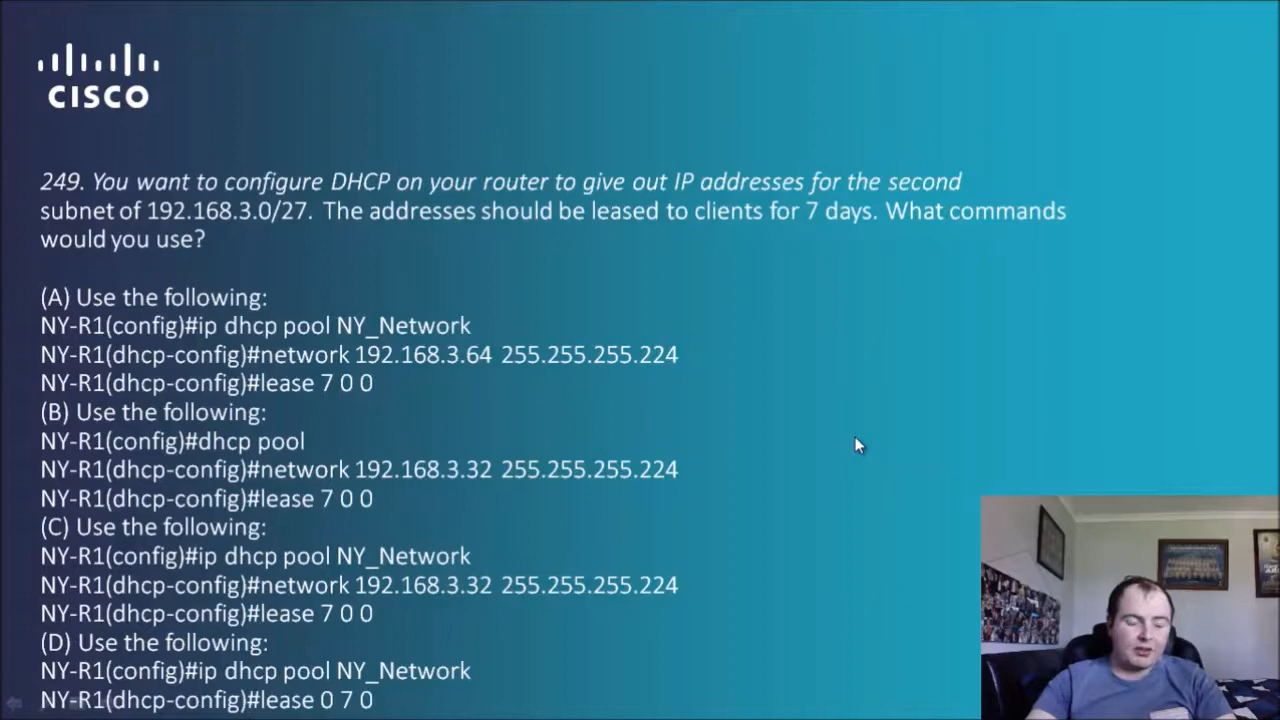 CISCO
249. You want to configure DHCP on your router to give out IP addresses for the second
subnet of 192.168.3.0/27. The addresses should be leased to clients for 7 days. What commands
would you use?
(A) Use the following:
NY-R1(config)#ip dhcp pool NY_Network
NY-R1(dhcp-config)#network 192.168.3.64 255.255.255.224
NY-R1(dhcp-config)#lease 7 0 0
(B) Use the following:
NY-R1(config)#dhcp pool
NY-R1(dhcp-config)#network 192.168.3.32 255.255.255.224
NY-R1(dhcp-config)#lease 7 0 0
(C) Use the following:
NY-R1(config)#ip dhcp pool NY_Network
NY-R1(dhcp-config)#network 192.168.3.32 255.255.255.224
NY-R1(dhcp-config)#lease 7 0 0
(D) Use the following:
NY-R1(config)#ip dhcp pool NY_Network
NY-R1(dhcp-config)#lease 0 7 0